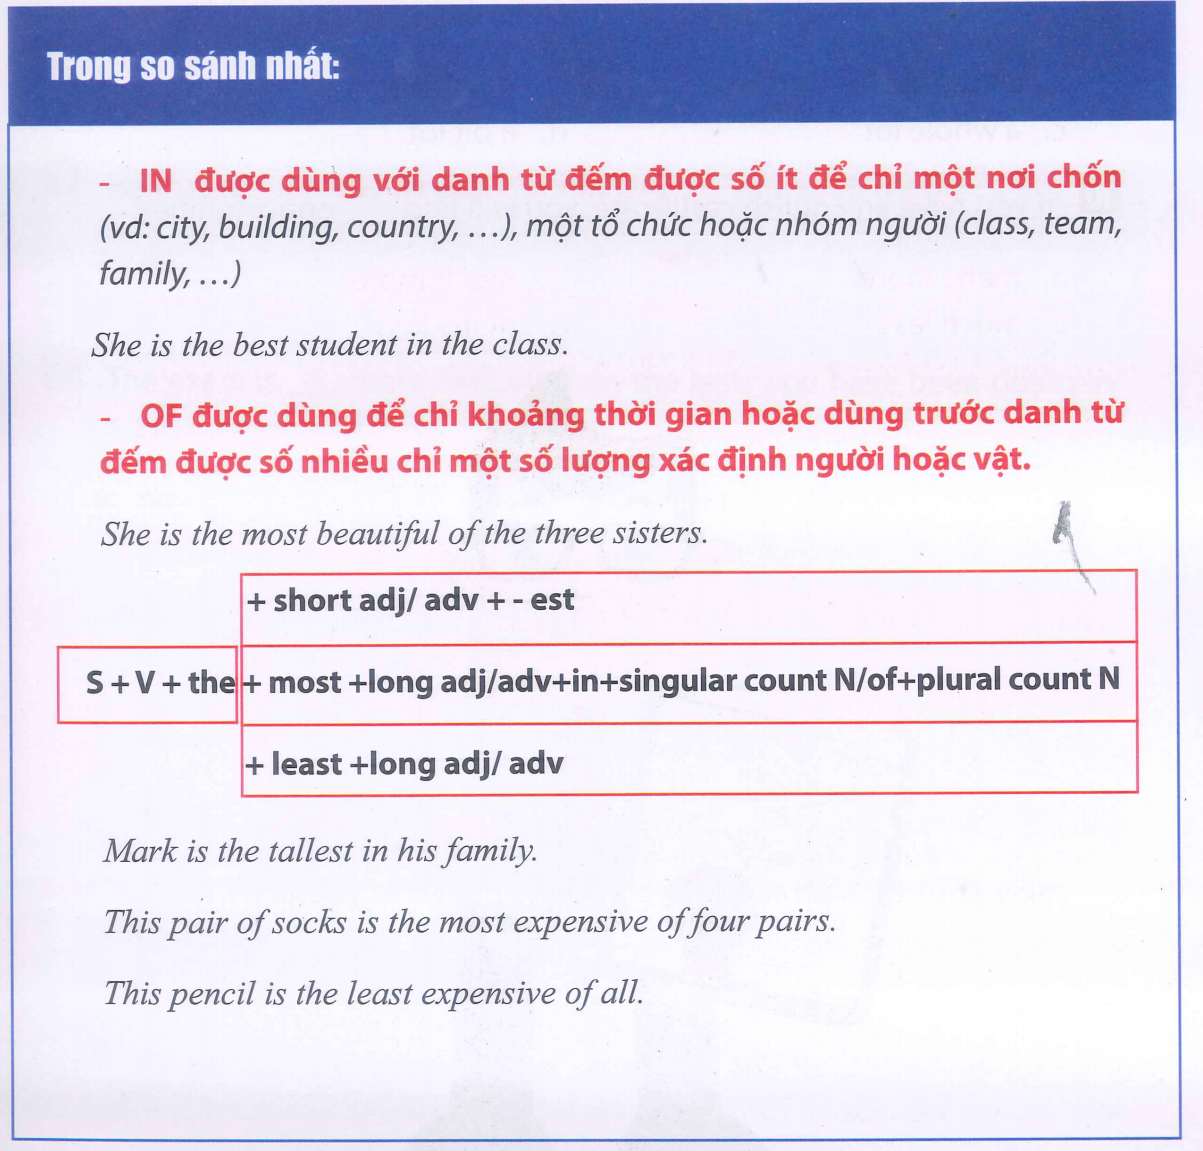 Trong so sánh nhất:
- IN được dùng với danh từ đếm được số ít để chỉ một nơi chốn
(vd: city, building, country, …), một tổ chức hoặc nhóm người (class, team,
family, …)
She is the best student in the class.
- OF được dùng để chỉ khoảng thời gian hoặc dùng trước danh từ
đếm được số nhiều chỉ một số lượng xác định người hoặc vật.
She is the most beautiful of the three sisters.
+ short adj/ adv + - est
S + V + the + most +long adj/adv+in+singular count N/of+plural count N
+ least +long adj/ adv
Mark is the tallest in his family.
This pair of socks is the most expensive of four pairs.
This pencil is the least expensive of all.